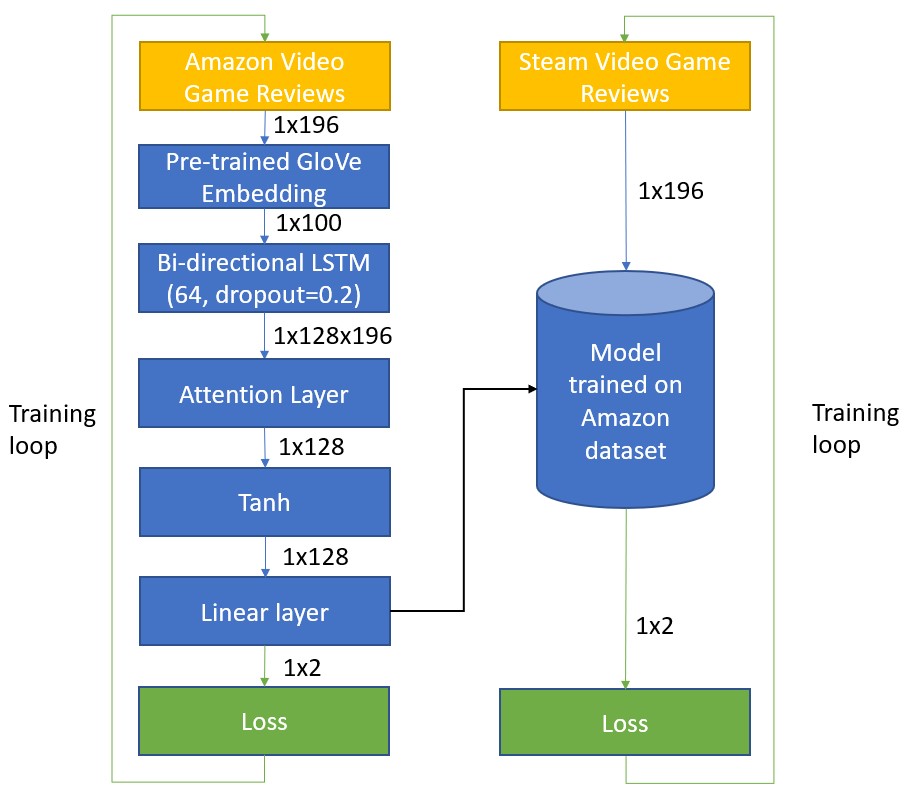 Amazon Video
Game Reviews
1x196
Pre-trained GloVe
Embedding
1x100
Bi-directional LSTM
(64, dropout=0.2)
1x128x196
Attention Layer
1x128
Tanh
1x128
Linear layer
1x2
Loss
Training
loop
Steam Video Game
Reviews
1x196
Model
trained on
Amazon
dataset
1x2
Loss
Training
loop